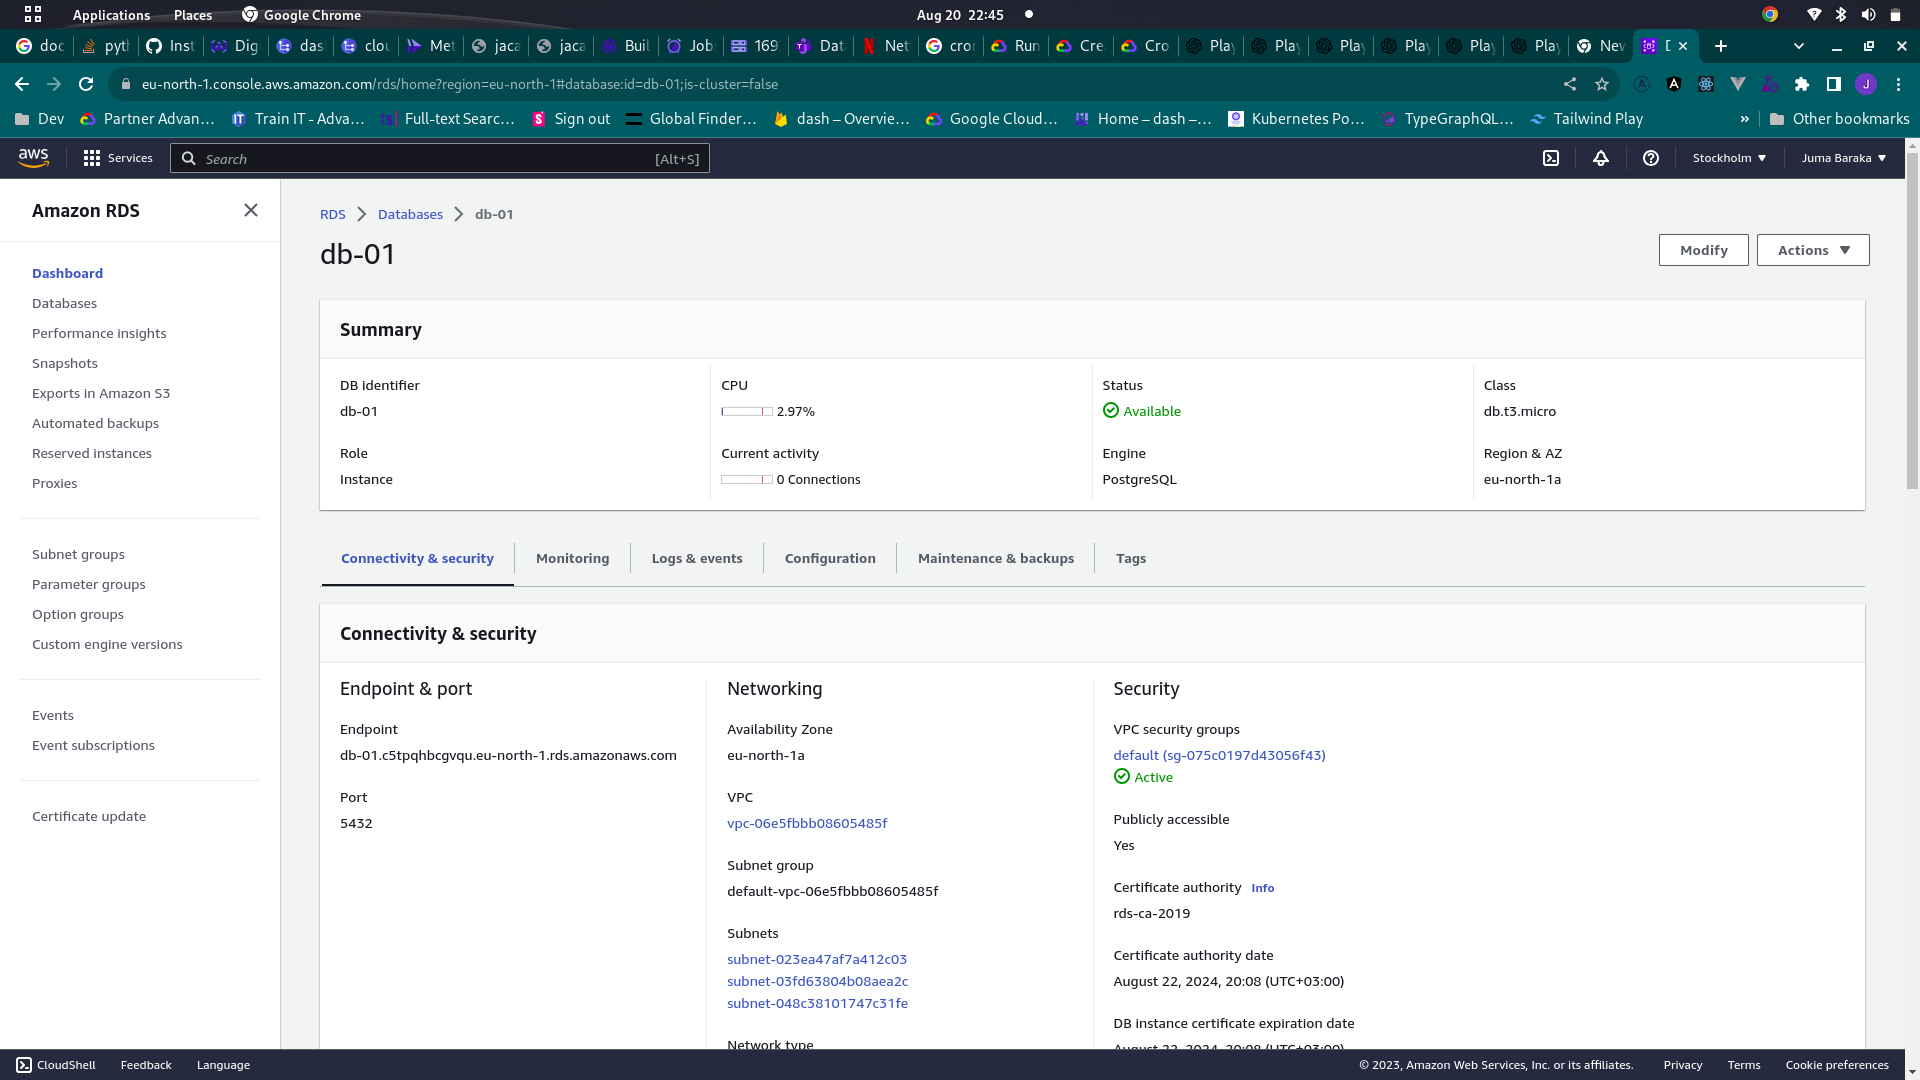 Applications Places Google Chrome Aug 20 22:45
doc pyth Inst Dig das clou Met jaca jaca Buil Job 169 Dat Net cro Run Cre Cro Play Play Play Play Play Play Nev D
eu-north-1.console.aws.amazon.com/rds/home?region=eu-north-1#database:id=db-01;is-cluster=false J
Dev Partner Advan... Train IT - Adva... Full-text Searc... Sign out Global Finder... dash – Overvie... Google Cloud... Home – dash –... Kubernetes Po... TypeGraphQL... Tailwind Play » Other bookmarks
aws Services Search [Alt+S] Stockholm Juma Baraka
Amazon RDS
Dashboard
Databases
Performance insights
Snapshots
Exports in Amazon S3
Automated backups
Reserved instances
Proxies
Subnet groups
Parameter groups
Option groups
Custom engine versions
Events
Event subscriptions
Certificate update
RDS Databases db-01
db-01
Modify Actions
Summary
DB identifier
db-01
Role
Instance
CPU
2.97%
Current activity
0 Connections
Status
Available
Engine
PostgreSQL
Class
db.t3.micro
Region & AZ
eu-north-1a
Connectivity & security Monitoring Logs & events Configuration Maintenance & backups Tags
Connectivity & security
Endpoint & port
Endpoint
db-01.c5tpqhbcgvqu.eu-north-1.rds.amazonaws.com
Port
5432
Networking
Availability Zone
eu-north-1a
VPC
vpc-06e5fbbb08605485f
Subnet group
default-vpc-06e5fbbb08605485f
Subnets
subnet-023ea47af7a412c03
subnet-03fd63804b08aea2c
subnet-048c38101747c31fe
Network type
Security
VPC security groups
default (sg-075c0197d43056f43)
Active
Publicly accessible
Yes
Certificate authority Info
rds-ca-2019
Certificate authority date
August 22, 2024, 20:08 (UTC+03:00)
DB instance certificate expiration date
August 22, 2024, 20:08 (UTC+03:00)
CloudShell Feedback Language © 2023, Amazon Web Services, Inc. or its affiliates. Privacy Terms Cookie preferences